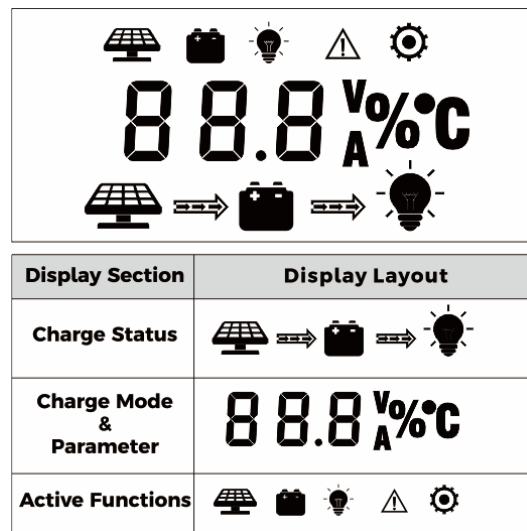 88.8 V A % °C
Display Section Display Layout
Charge Status
Charge Mode
&
Parameter 88.8 V A % °C
Active Functions